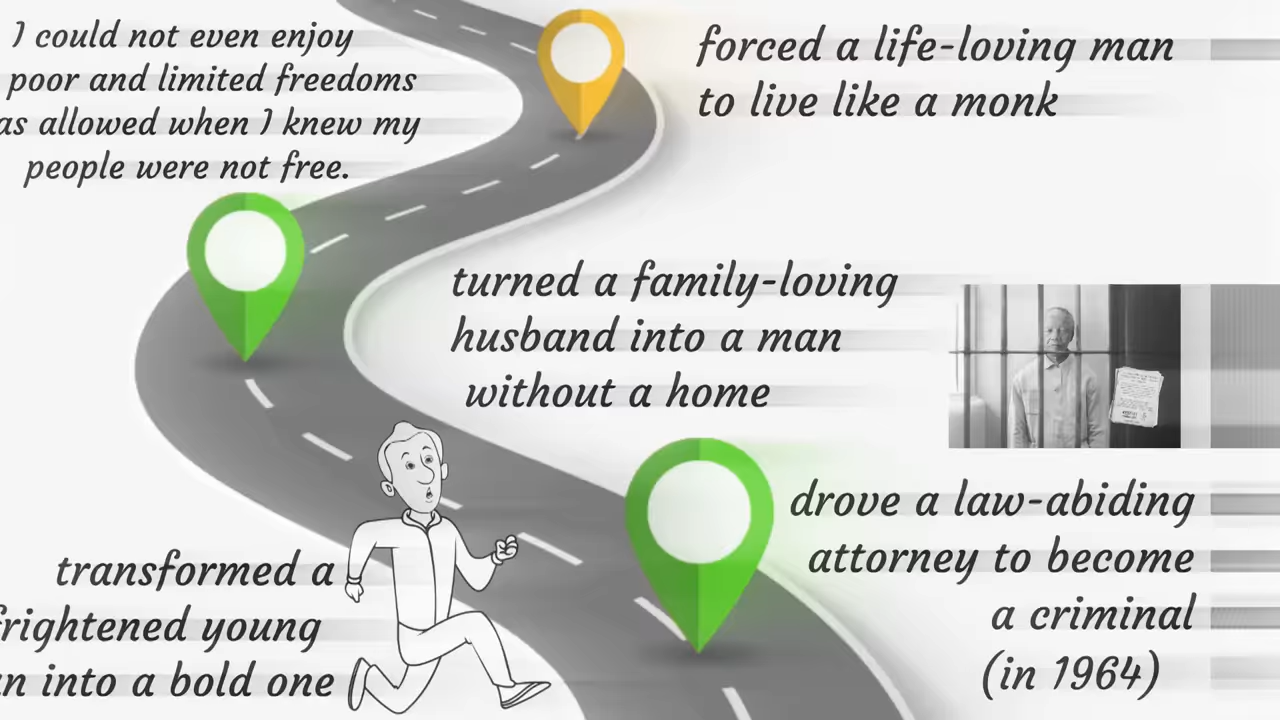 I could not even enjoy
poor and limited freedoms
as allowed when I knew my
people were not free.
forced a life-loving man
to live like a monk
turned a family-loving
husband into a man
without a home
drove a law-abiding
attorney to become
a criminal
(in 1964)
transformed a
frightened young
n into a bold one